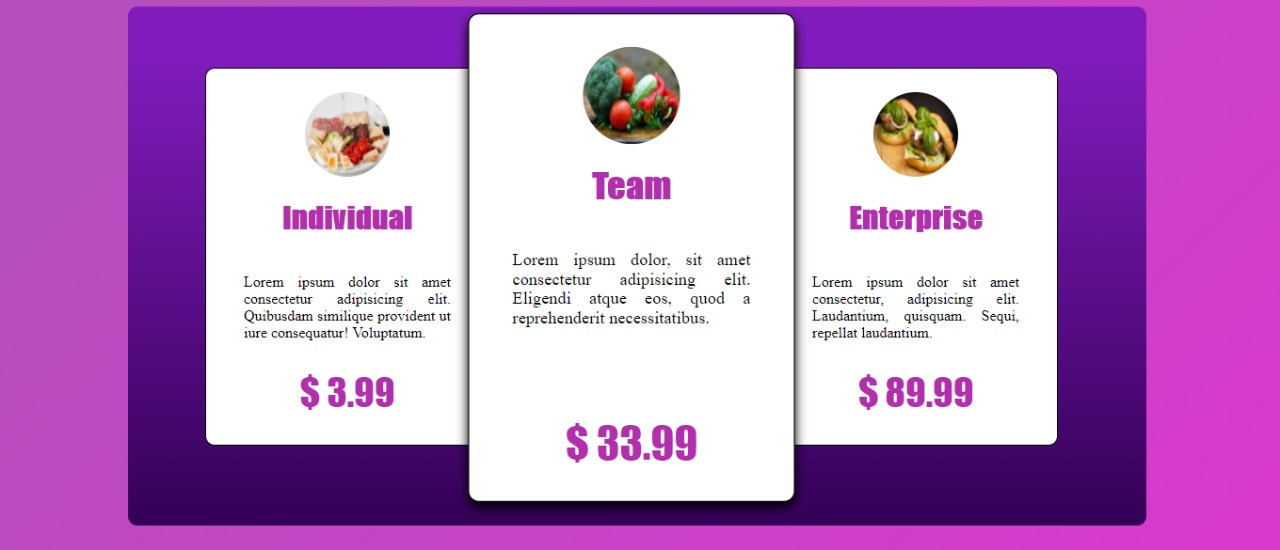 Individual
Lorem ipsum dolor sit amet
consectetur adipisicing elit.
Quibusdam similique provident ut
iure consequatur! Voluptatum.
$ 3.99
Team
Lorem ipsum dolor, sit amet
consectetur adipisicing elit.
Eligendi atque eos, quod a
reprehenderit necessitatibus.
$ 33.99
Enterprise
Lorem ipsum dolor sit amet
consectetur, adipisicing elit.
Laudantium, quisquam. Sequi,
repellat laudantium.
$ 89.99